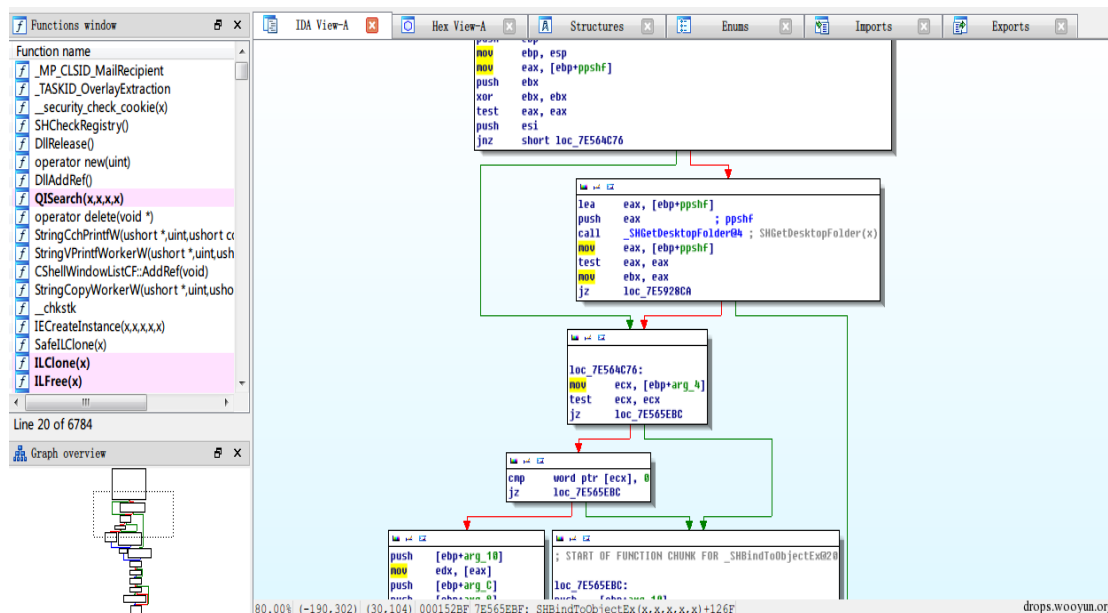 Functions window
IDA View-A
Hex View-A
Structures
Enums
Imports
Exports
Function name
_MP_CLSID_MailRecipient
_TASKID_OverlayExtraction
__security_check_cookie(x)
SHCheckRegistry()
DllRelease()
operator new(uint)
DllAddRef()
QISearch(x,x,x,x)
operator delete(void *)
StringCchPrintfW(ushort *,uint,ushort co
StringVPrintfWorkerW(ushort *,uint,ush
CShellWindowListCF::AddRef(void)
StringCopyWorkerW(ushort *,uint,usho
__chkstk
IECreateInstance(x,x,x,x,x)
SafeILClone(x)
ILClone(x)
ILFree(x)
Line 20 of 6784
Graph overview
push ebp
mov ebp, esp
mov eax, [ebp+ppshf]
push ebx
xor ebx, ebx
test eax, eax
push esi
jnz short loc_7E564C76
lea eax, [ebp+ppshf]
push eax ; ppshf
call _SHGetDesktopFolder@4 ; SHGetDesktopFolder(x)
mov eax, [ebp+ppshf]
test eax, eax
mov ebx, eax
jz loc_7E5928CA
loc_7E564C76:
mov ecx, [ebp+arg_4]
test ecx, ecx
jz loc_7E565EBC
cmp word ptr [ecx], 0
jz loc_7E565EBC
push [ebp+arg_10]
mov edx, [eax]
push [ebp+arg_C]
; START OF FUNCTION CHUNK FOR _SHBindToObjectEx@20
loc_7E565EBC:
80.00% (-190,302) (30,104) 000152BF 7E565EBF: SHBindToObjectEx(x,x,x,x,x)+126F
drops.wooyun.or